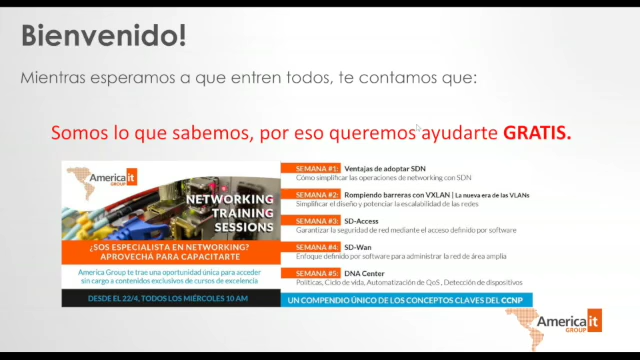 Bienvenido!
Mientras esperamos a que entren todos, te contamos que:
Somos lo que sabemos, por eso queremos ayudarte GRATIS.
America it
GROUP
NETWORKING
TRAINING
SESSIONS
¿SOS ESPECIALISTA EN NETWORKING?
APROVECHÁ PARA CAPACITARTE
America Group te trae una oportunidad única para acceder
sin cargo a contenidos exclusivos de cursos de excelencia
DESDE EL 22/4, TODOS LOS MIÉRCOLES 10 AM
SEMANA #1: Ventajas de adoptar SDN
Cómo simplificar las operaciones de networking con SDN
SEMANA #2: Rompiendo barreras con VXLAN | La nueva era de las VLANs
Simplificar el diseño y potenciar la escalabilidad de las redes
SEMANA #3: SD-Access
Garantizar la seguridad de red mediante el acceso definido por software
SEMANA #4: SD-Wan
Enfoque definido por software para administrar la red de área amplia
SEMANA #5: DNA Center
Políticas, Ciclo de vida, Automatización de QoS , Detección de dispositivos
UN COMPENDIO ÚNICO DE LOS CONCEPTOS CLAVES DEL CCNP
America it
GROUP